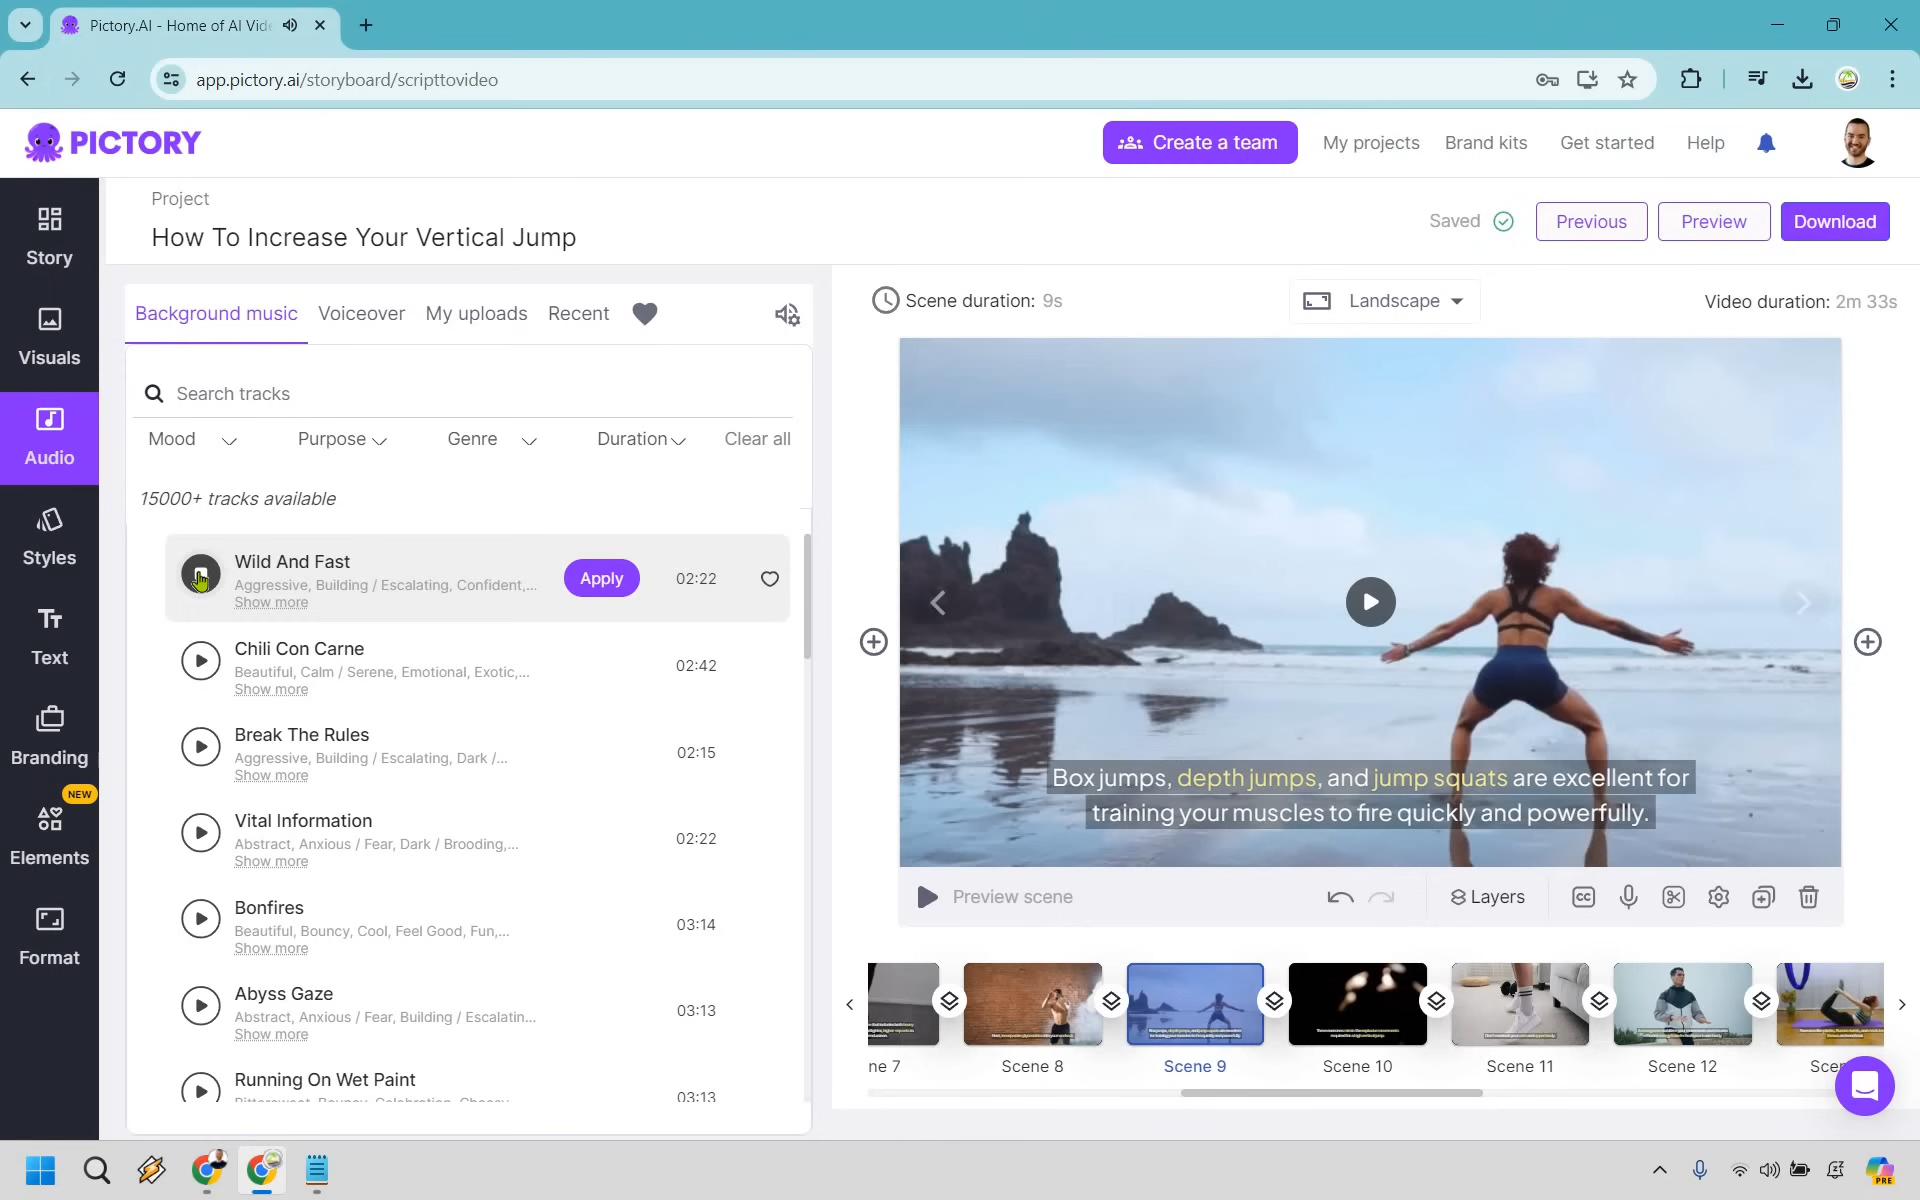 Pictory.AI - Home of AI Vide
app.pictory.ai/storyboard/scripttovideo
PICTORY
Create a team
My projects
Brand kits
Get started
Help
Project
How To Increase Your Vertical Jump
Saved
Previous
Preview
Download
Story
Visuals
Audio
Styles
Text
Branding
NEW
Elements
Format
Background music
Voiceover
My uploads
Recent
Search tracks
Mood
Purpose
Genre
Duration
Clear all
15000+ tracks available
Wild And Fast
Aggressive, Building / Escalating, Confident,...
Show more
Apply
02:22
Chili Con Carne
Beautiful, Calm / Serene, Emotional, Exotic,...
Show more
02:42
Break The Rules
Aggressive, Building / Escalating, Dark /...
Show more
02:15
Vital Information
Abstract, Anxious / Fear, Dark / Brooding,...
Show more
02:22
Bonfires
Beautiful, Bouncy, Cool, Feel Good, Fun,...
Show more
03:14
Abyss Gaze
Abstract, Anxious / Fear, Building / Escalatin...
Show more
03:13
Running On Wet Paint
Bittersweet, Bouncy, Celebration, Cheesy,
03:13
Scene duration: 9s
Landscape
Video duration: 2m 33s
Box jumps, depth jumps, and jump squats are excellent for
training your muscles to fire quickly and powerfully.
Preview scene
Layers
CC
ne 7
Scene 8
Scene 9
Scene 10
Scene 11
Scene 12
Scen
PRE